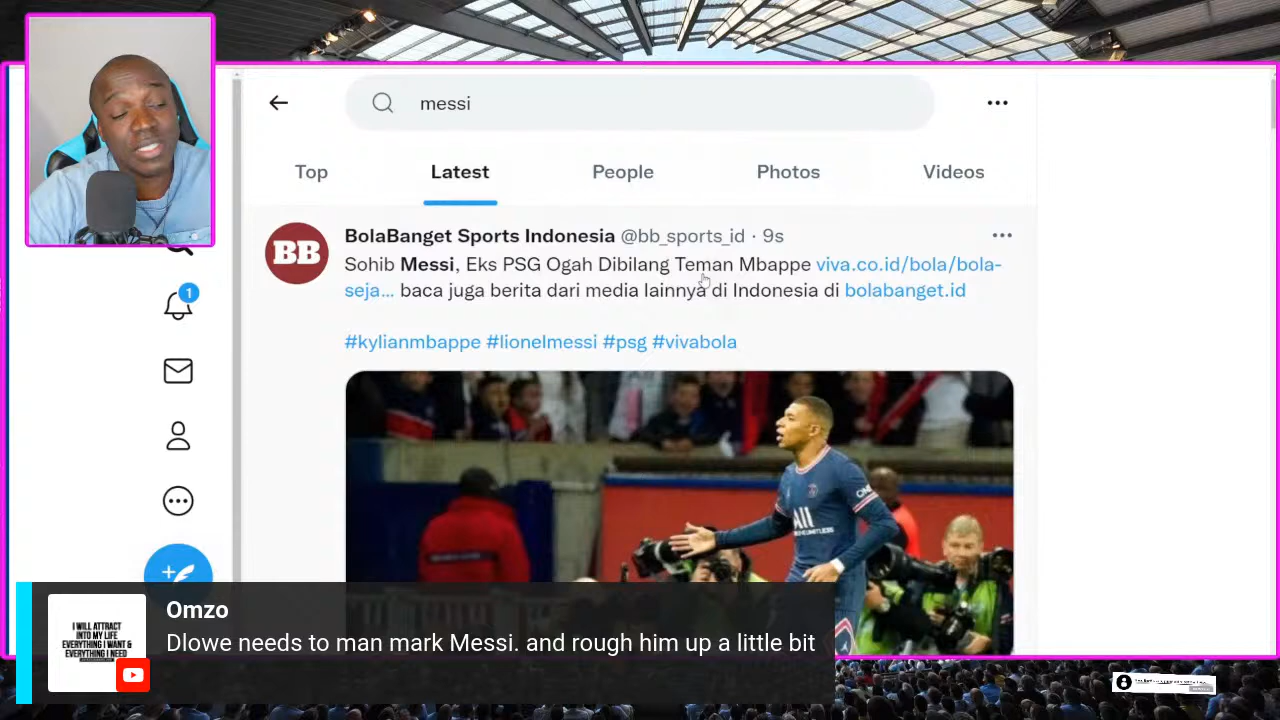 messi
Top
Latest
People
Photos
Videos
BB
BolaBanget Sports Indonesia @bb_sports_id · 9s
Sohib Messi, Eks PSG Ogah Dibilang Teman Mbappe viva.co.id/bola/bola-
seja… baca juga berita dari media lainnya di Indonesia di bolabanget.id
#kylianmbappe #lionelmessi #psg #vivabola
1
ALL
I WILL ATTRACT
INTO MY LIFE
EVERYTHING I WANT &
EVERYTHING I NEED
Omzo
Dlowe needs to man mark Messi. and rough him up a little bit